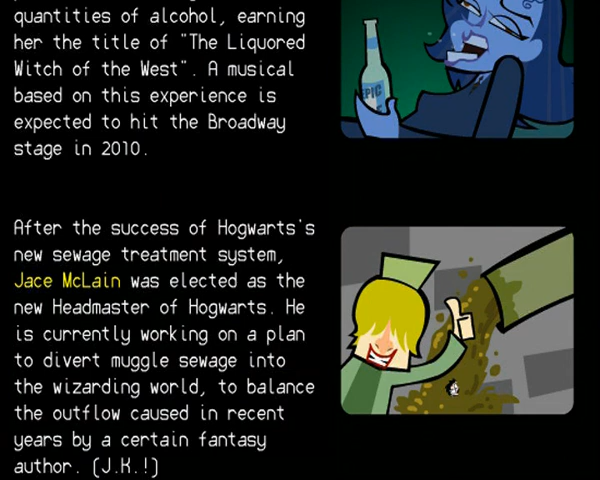 quantities of alcohol, earning
her the title of "The Liquored
Witch of the West". A musical
based on this experience is
expected to hit the Broadway
stage in 2010.
EPIC
After the success of Hogwarts's
new sewage treatment system,
Jace McLain was elected as the
new Headmaster of Hogwarts. He
is currently working on a plan
to divert muggle sewage into
the wizarding world, to balance
the outflow caused in recent
years by a certain fantasy
author. (J.K.!)